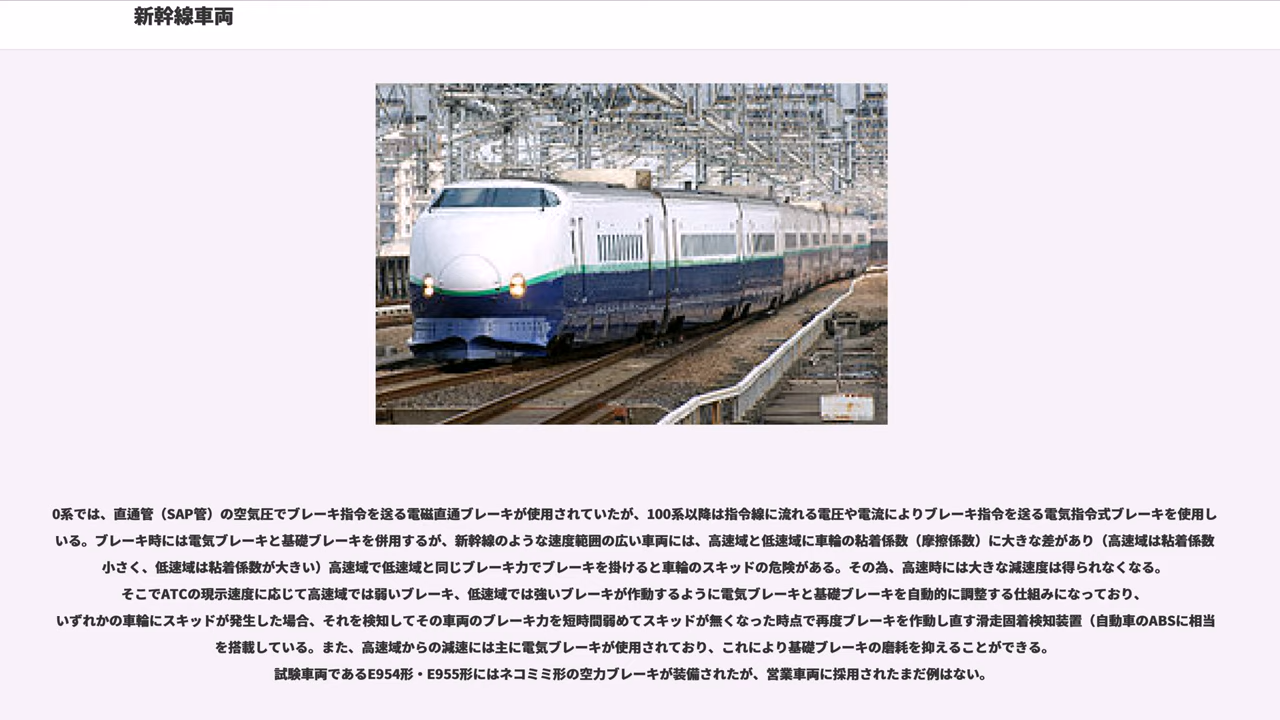 新幹線車両
0系では、直通管（SAP管）の空気圧でブレーキ指令を送る電磁直通ブレーキが使用されていたが、100系以降は指令線に流れる電圧や電流によりブレーキ指令を送る電気指令式ブレーキを使用し
いる。ブレーキ時には電気ブレーキと基礎ブレーキを併用するが、新幹線のような速度範囲の広い車両には、高速域と低速域に車輪の粘着係数（摩擦係数）に大きな差があり（高速域は粘着係数
小さく、低速域は粘着係数が大きい）高速域で低速域と同じブレーキ力でブレーキを掛けると車輪のスキッドの危険がある。その為、高速時には大きな減速度は得られなくなる。
そこでATCの現示速度に応じて高速域では弱いブレーキ、低速域では強いブレーキが作動するように電気ブレーキと基礎ブレーキを自動的に調整する仕組みになっており、
いずれかの車輪にスキッドが発生した場合、それを検知してその車両のブレーキ力を短時間弱めてスキッドが無くなった時点で再度ブレーキを作動し直す滑走固着検知装置（自動車のABSに相当
を搭載している。また、高速域からの減速には主に電気ブレーキが使用されており、これにより基礎ブレーキの磨耗を抑えることができる。
試験車両であるE954形・E955形にはネコミミ形の空力ブレーキが装備されたが、営業車両に採用されたまだ例はない。